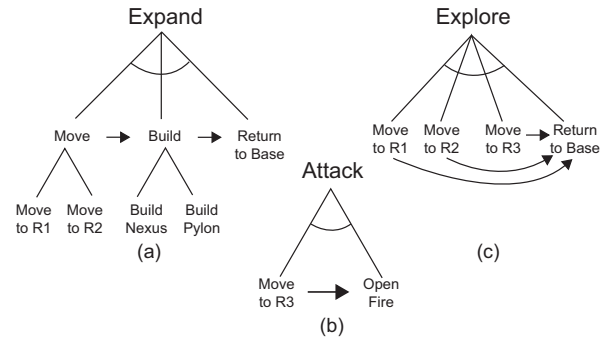 Expand
Move
Build
Return
to Base
Move
to R1
Move
to R2
Build
Nexus
Build
Pylon
(a)
Attack
Move
to R3
Open
Fire
(b)
Explore
Move
to R1
Move
to R2
Move
to R3
Return
to Base
(c)